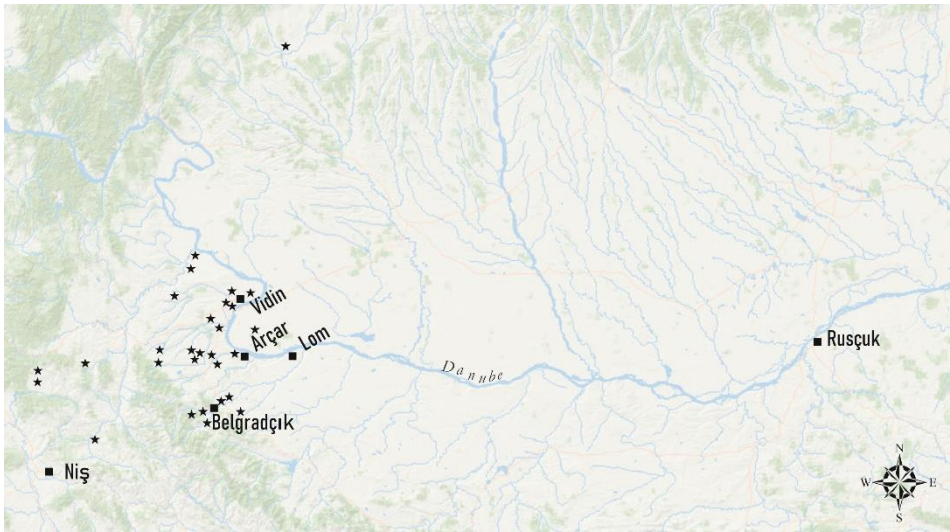 Vidin
Arçar
Lom
Danube
Rusçuk
Belgradçık
Niş
N
W E
S